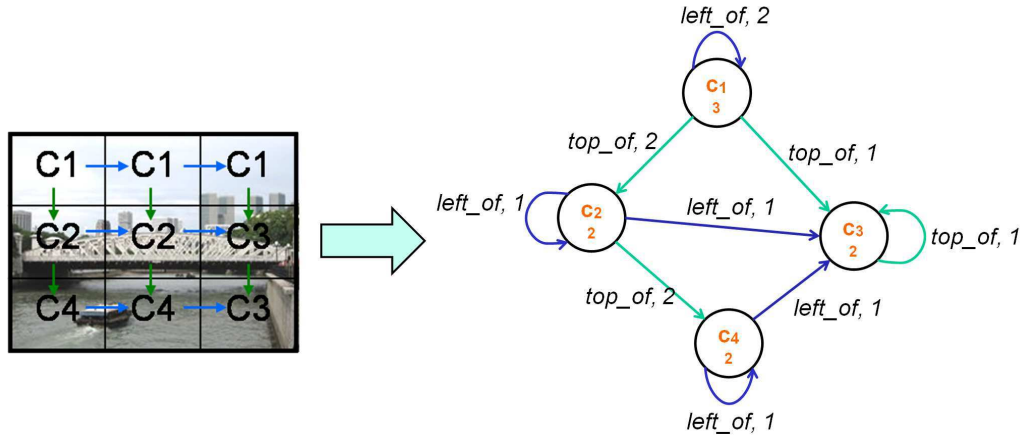 C1 C1 C1
C2 C2 C3
C4 C4 C3
left_of, 2
c1
3
top_of, 2
top_of, 1
left_of, 1
c2
2
left_of, 1
c3
2
top_of, 1
top_of, 2
left_of, 1
c4
2
left_of, 1